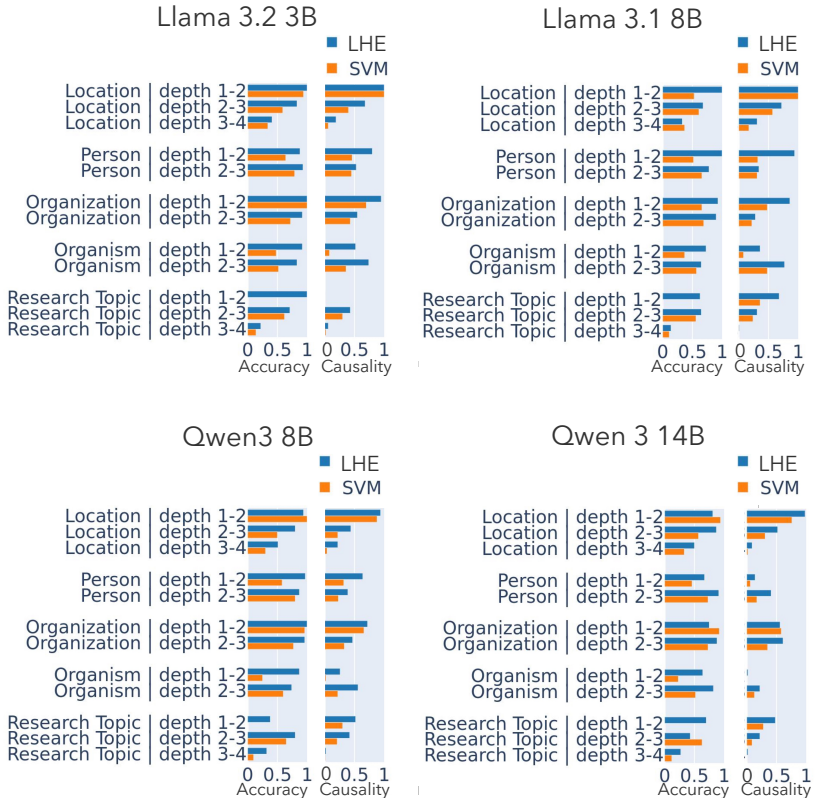 Llama 3.2 3B
LHE
SVM
Location | depth 1-2
Location | depth 2-3
Location | depth 3-4
Person | depth 1-2
Person | depth 2-3
Organization | depth 1-2
Organization | depth 2-3
Organism | depth 1-2
Organism | depth 2-3
Research Topic | depth 1-2
Research Topic | depth 2-3
Research Topic | depth 3-4
0 0.5 1 0 0.5 1
Accuracy Causality
Llama 3.1 8B
LHE
SVM
Location | depth 1-2
Location | depth 2-3
Location | depth 3-4
Person | depth 1-2
Person | depth 2-3
Organization | depth 1-2
Organization | depth 2-3
Organism | depth 1-2
Organism | depth 2-3
Research Topic | depth 1-2
Research Topic | depth 2-3
Research Topic | depth 3-4
0 0.5 1 0 0.5 1
Accuracy Causality
Qwen3 8B
LHE
SVM
Location | depth 1-2
Location | depth 2-3
Location | depth 3-4
Person | depth 1-2
Person | depth 2-3
Organization | depth 1-2
Organization | depth 2-3
Organism | depth 1-2
Organism | depth 2-3
Research Topic | depth 1-2
Research Topic | depth 2-3
Research Topic | depth 3-4
0 0.5 1 0 0.5 1
Accuracy Causality
Qwen 3 14B
LHE
SVM
Location | depth 1-2
Location | depth 2-3
Location | depth 3-4
Person | depth 1-2
Person | depth 2-3
Organization | depth 1-2
Organization | depth 2-3
Organism | depth 1-2
Organism | depth 2-3
Research Topic | depth 1-2
Research Topic | depth 2-3
Research Topic | depth 3-4
0 0.5 1 0 0.5 1
Accuracy Causality